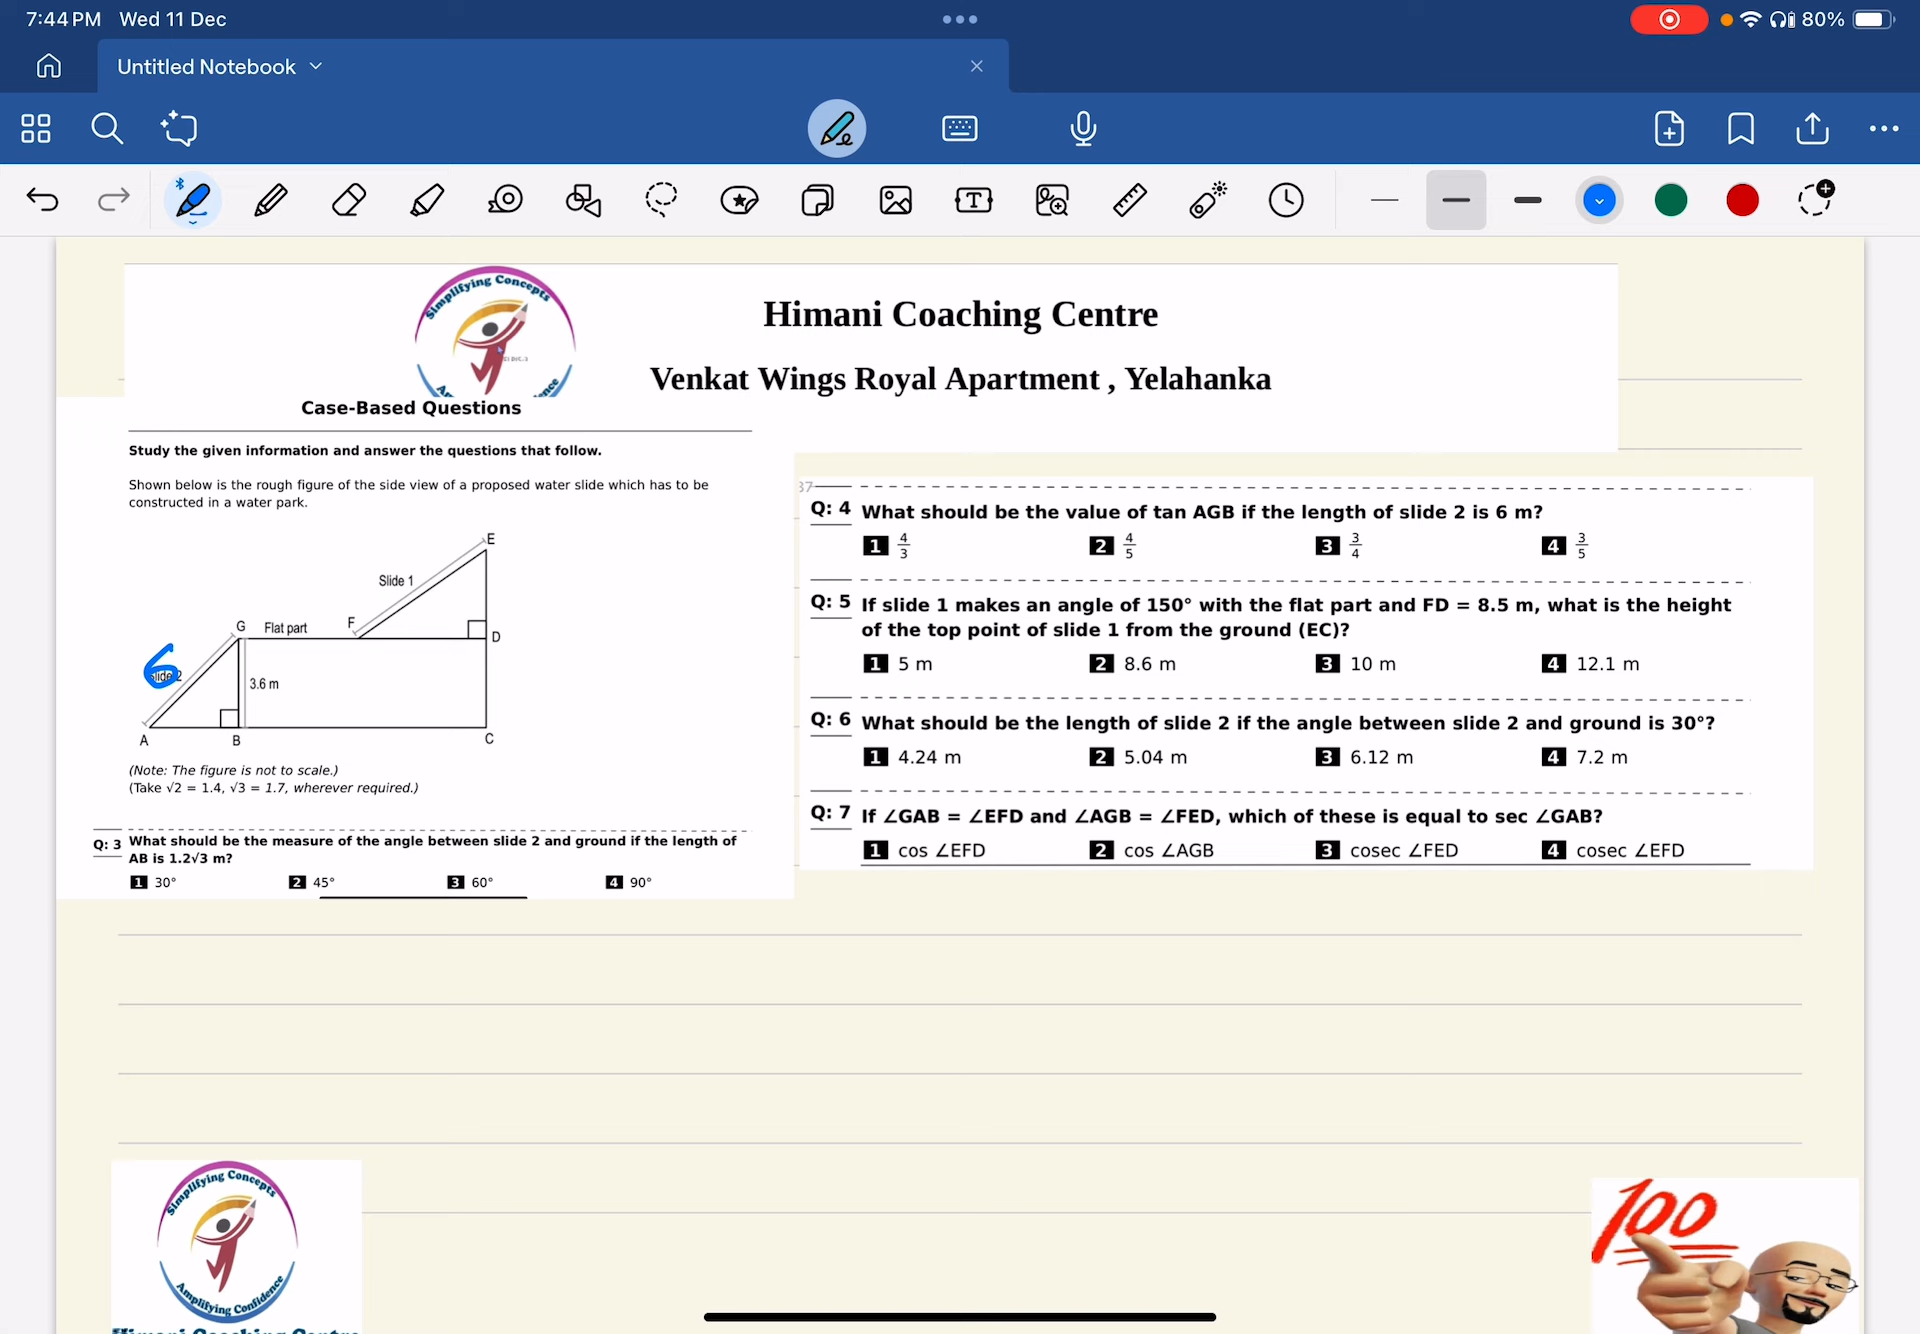 7:44 PM Wed 11 Dec
80%
Untitled Notebook
Simplifying Concepts
Himani Coaching Centre
Venkat Wings Royal Apartment , Yelahanka
Case-Based Questions
Study the given information and answer the questions that follow.
Shown below is the rough figure of the side view of a proposed water slide which has to be
constructed in a water park.
E
Slide 1
G Flat part F
D
6
3.6 m
A B C
(Note: The figure is not to scale.)
(Take √2 = 1.4, √3 = 1.7, wherever required.)
Q: 3 What should be the measure of the angle between slide 2 and ground if the length of
AB is 1.2√3 m?
1 30° 2 45° 3 60° 4 90°
37
Q: 4 What should be the value of tan AGB if the length of slide 2 is 6 m?
1 4/3 2 4/5 3 3/4 4 3/5
Q: 5 If slide 1 makes an angle of 150° with the flat part and FD = 8.5 m, what is the height
of the top point of slide 1 from the ground (EC)?
1 5 m 2 8.6 m 3 10 m 4 12.1 m
Q: 6 What should be the length of slide 2 if the angle between slide 2 and ground is 30°?
1 4.24 m 2 5.04 m 3 6.12 m 4 7.2 m
Q: 7 If ∠GAB = ∠EFD and ∠AGB = ∠FED, which of these is equal to sec ∠GAB?
1 cos ∠EFD 2 cos ∠AGB 3 cosec ∠FED 4 cosec ∠EFD
Simplifying Concepts
Amplifying Confidence
Himani Coaching Centre
100